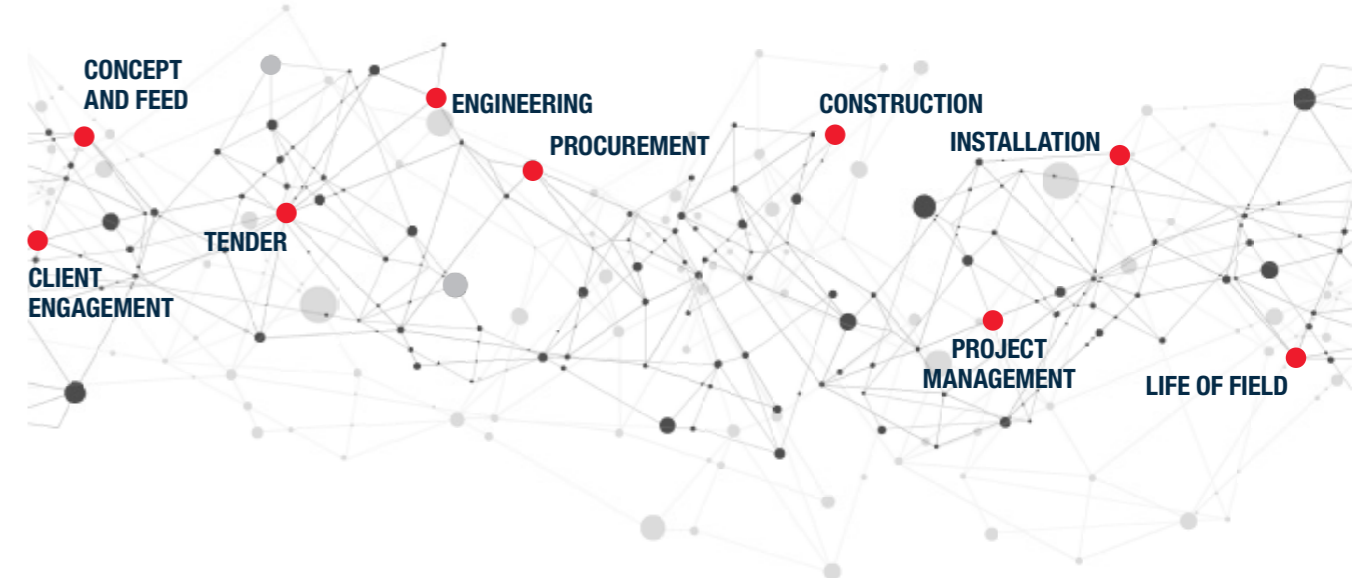 CONCEPT
AND FEED
ENGINEERING
CONSTRUCTION
PROCUREMENT
INSTALLATION
TENDER
CLIENT
ENGAGEMENT
PROJECT
MANAGEMENT
LIFE OF FIELD